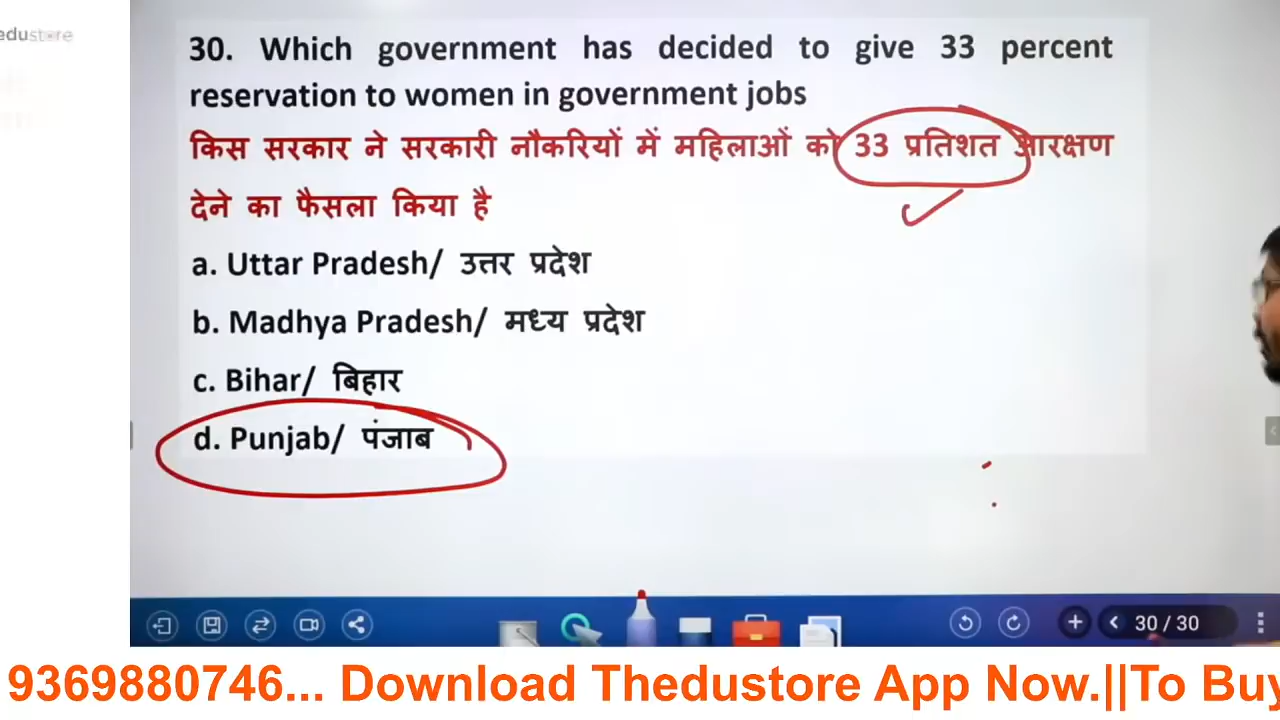 edustore
30. Which government has decided to give 33 percent
reservation to women in government jobs
किस सरकार ने सरकारी नौकरियों में महिलाओं को 33 प्रतिशत आरक्षण
देने का फैसला किया है
a. Uttar Pradesh/ उत्तर प्रदेश
b. Madhya Pradesh/ मध्य प्रदेश
c. Bihar/ बिहार
d. Punjab/ पंजाब
30 / 30
9369880746... Download Thedustore App Now.||To Buy